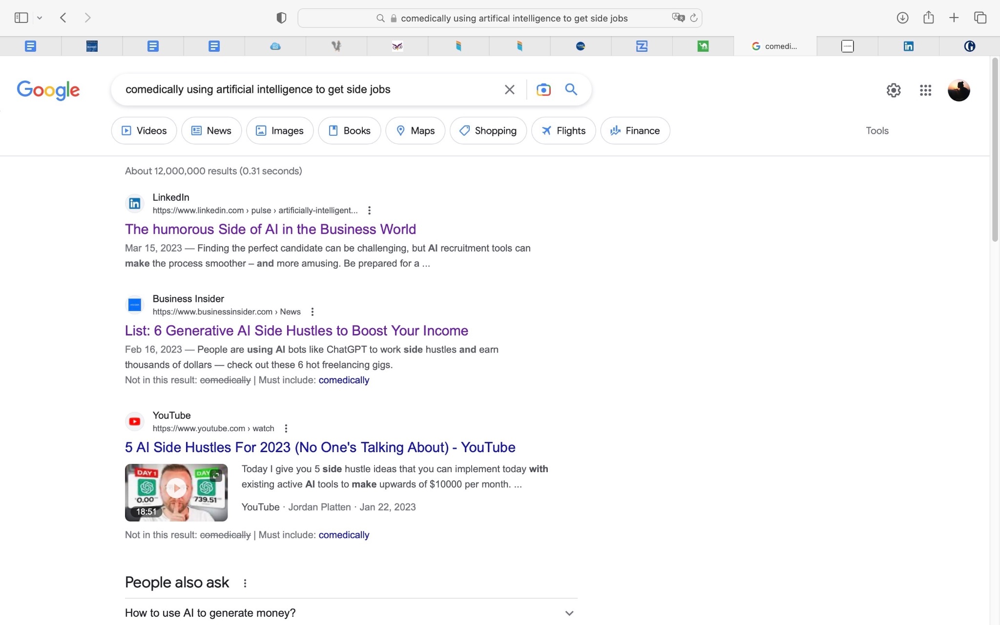 comedically using artifical intelligence to get side jobs
comedi...
Google
comedically using artificial intelligence to get side jobs
Videos
News
Images
Books
Maps
Shopping
Flights
Finance
Tools
About 12,000,000 results (0.31 seconds)
LinkedIn
https://www.linkedin.com › pulse › artificially-intelligent...
The humorous Side of AI in the Business World
Mar 15, 2023 — Finding the perfect candidate can be challenging, but AI recruitment tools can
make the process smoother – and more amusing. Be prepared for a ...
Business Insider
https://www.businessinsider.com › News
List: 6 Generative AI Side Hustles to Boost Your Income
Feb 16, 2023 — People are using AI bots like ChatGPT to work side hustles and earn
thousands of dollars — check out these 6 hot freelancing gigs.
Not in this result: comedically | Must include: comedically
YouTube
https://www.youtube.com › watch
5 AI Side Hustles For 2023 (No One's Talking About) - YouTube
DAY 1
DAY
0.00
739.51
18:51
Today I give you 5 side hustle ideas that you can implement today with
existing active AI tools to make upwards of $10000 per month. ...
YouTube · Jordan Platten · Jan 22, 2023
Not in this result: comedically | Must include: comedically
People also ask
How to use AI to generate money?